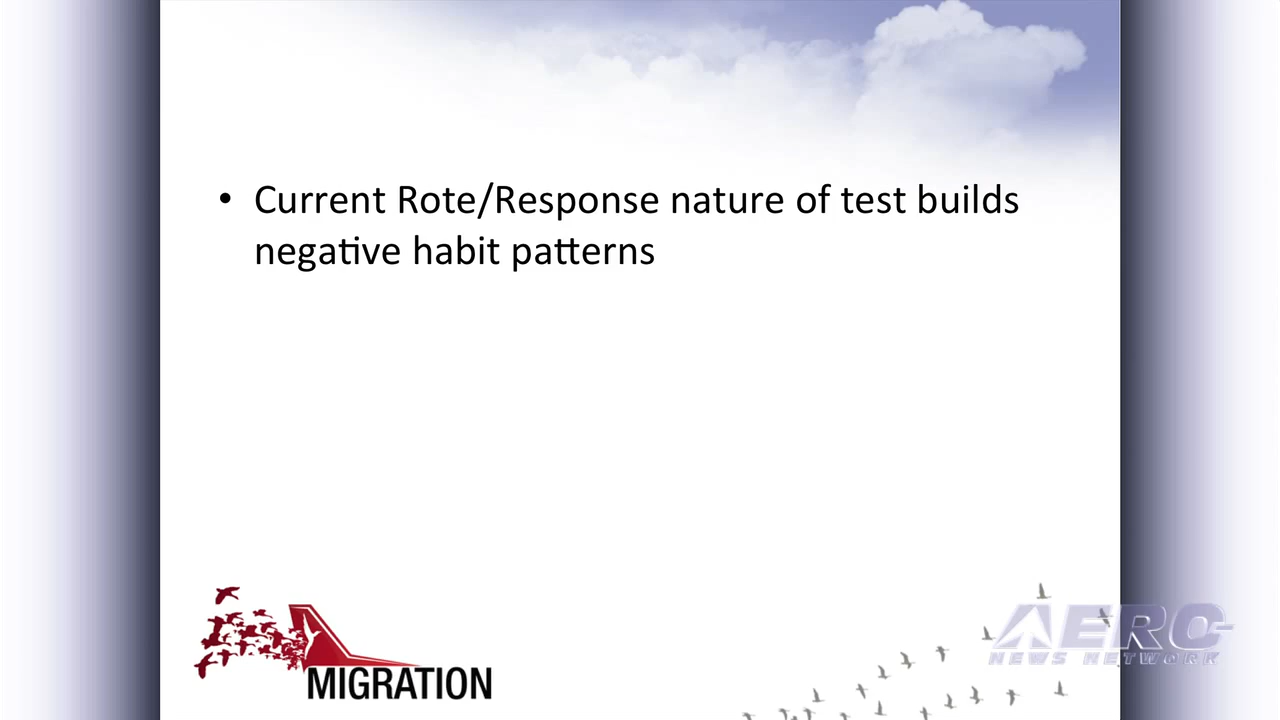 • Current Rote/Response nature of test builds
negative habit patterns
MIGRATION
AERO
NEWS NETWORK